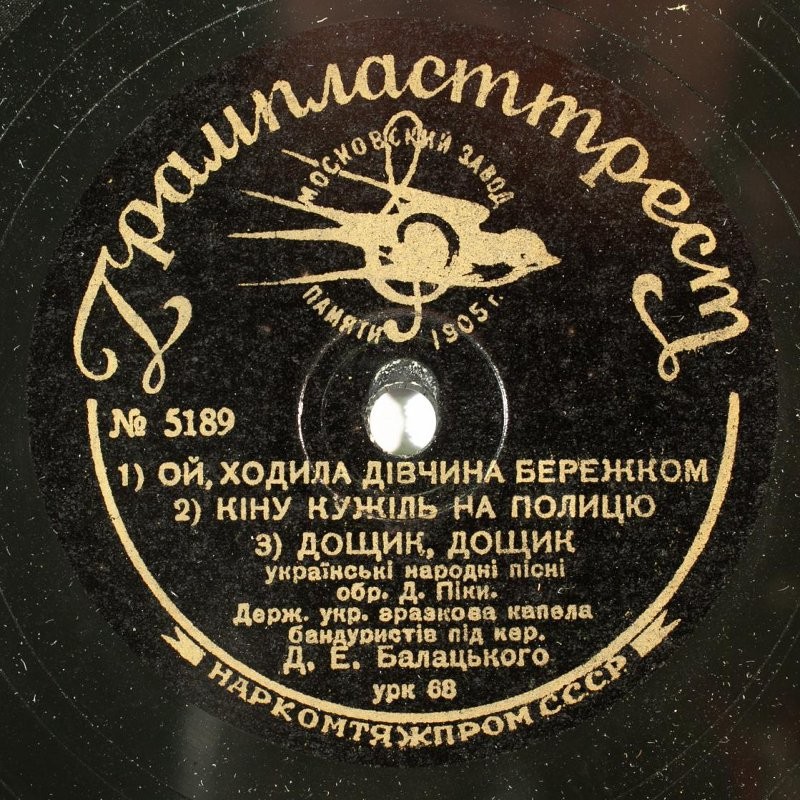 Грампласттрест
МОСКОВСКИЙ ЗАВОД
ПАМЯТИ 1905 г.
№ 5189
1) ОЙ, ХОДИЛА ДІВЧИНА БЕРЕЖКОМ
2) КІНУ КУЖІЛЬ НА ПОЛИЦЮ
3) ДОЩИК, ДОЩИК
українські народні пісні
обр. Д. Піки.
Держ. укр. зразкова капела
бандуристів під кер.
Д. Е. Балацького
урк 68
НАРКОМТЯЖПРОМ СССР